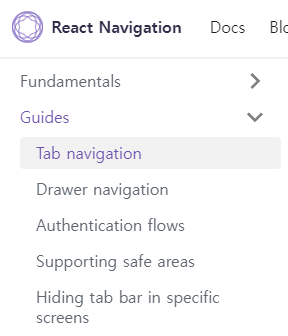 React Navigation Docs
Fundamentals
Guides
Tab navigation
Drawer navigation
Authentication flows
Supporting safe areas
Hiding tab bar in specific
screens